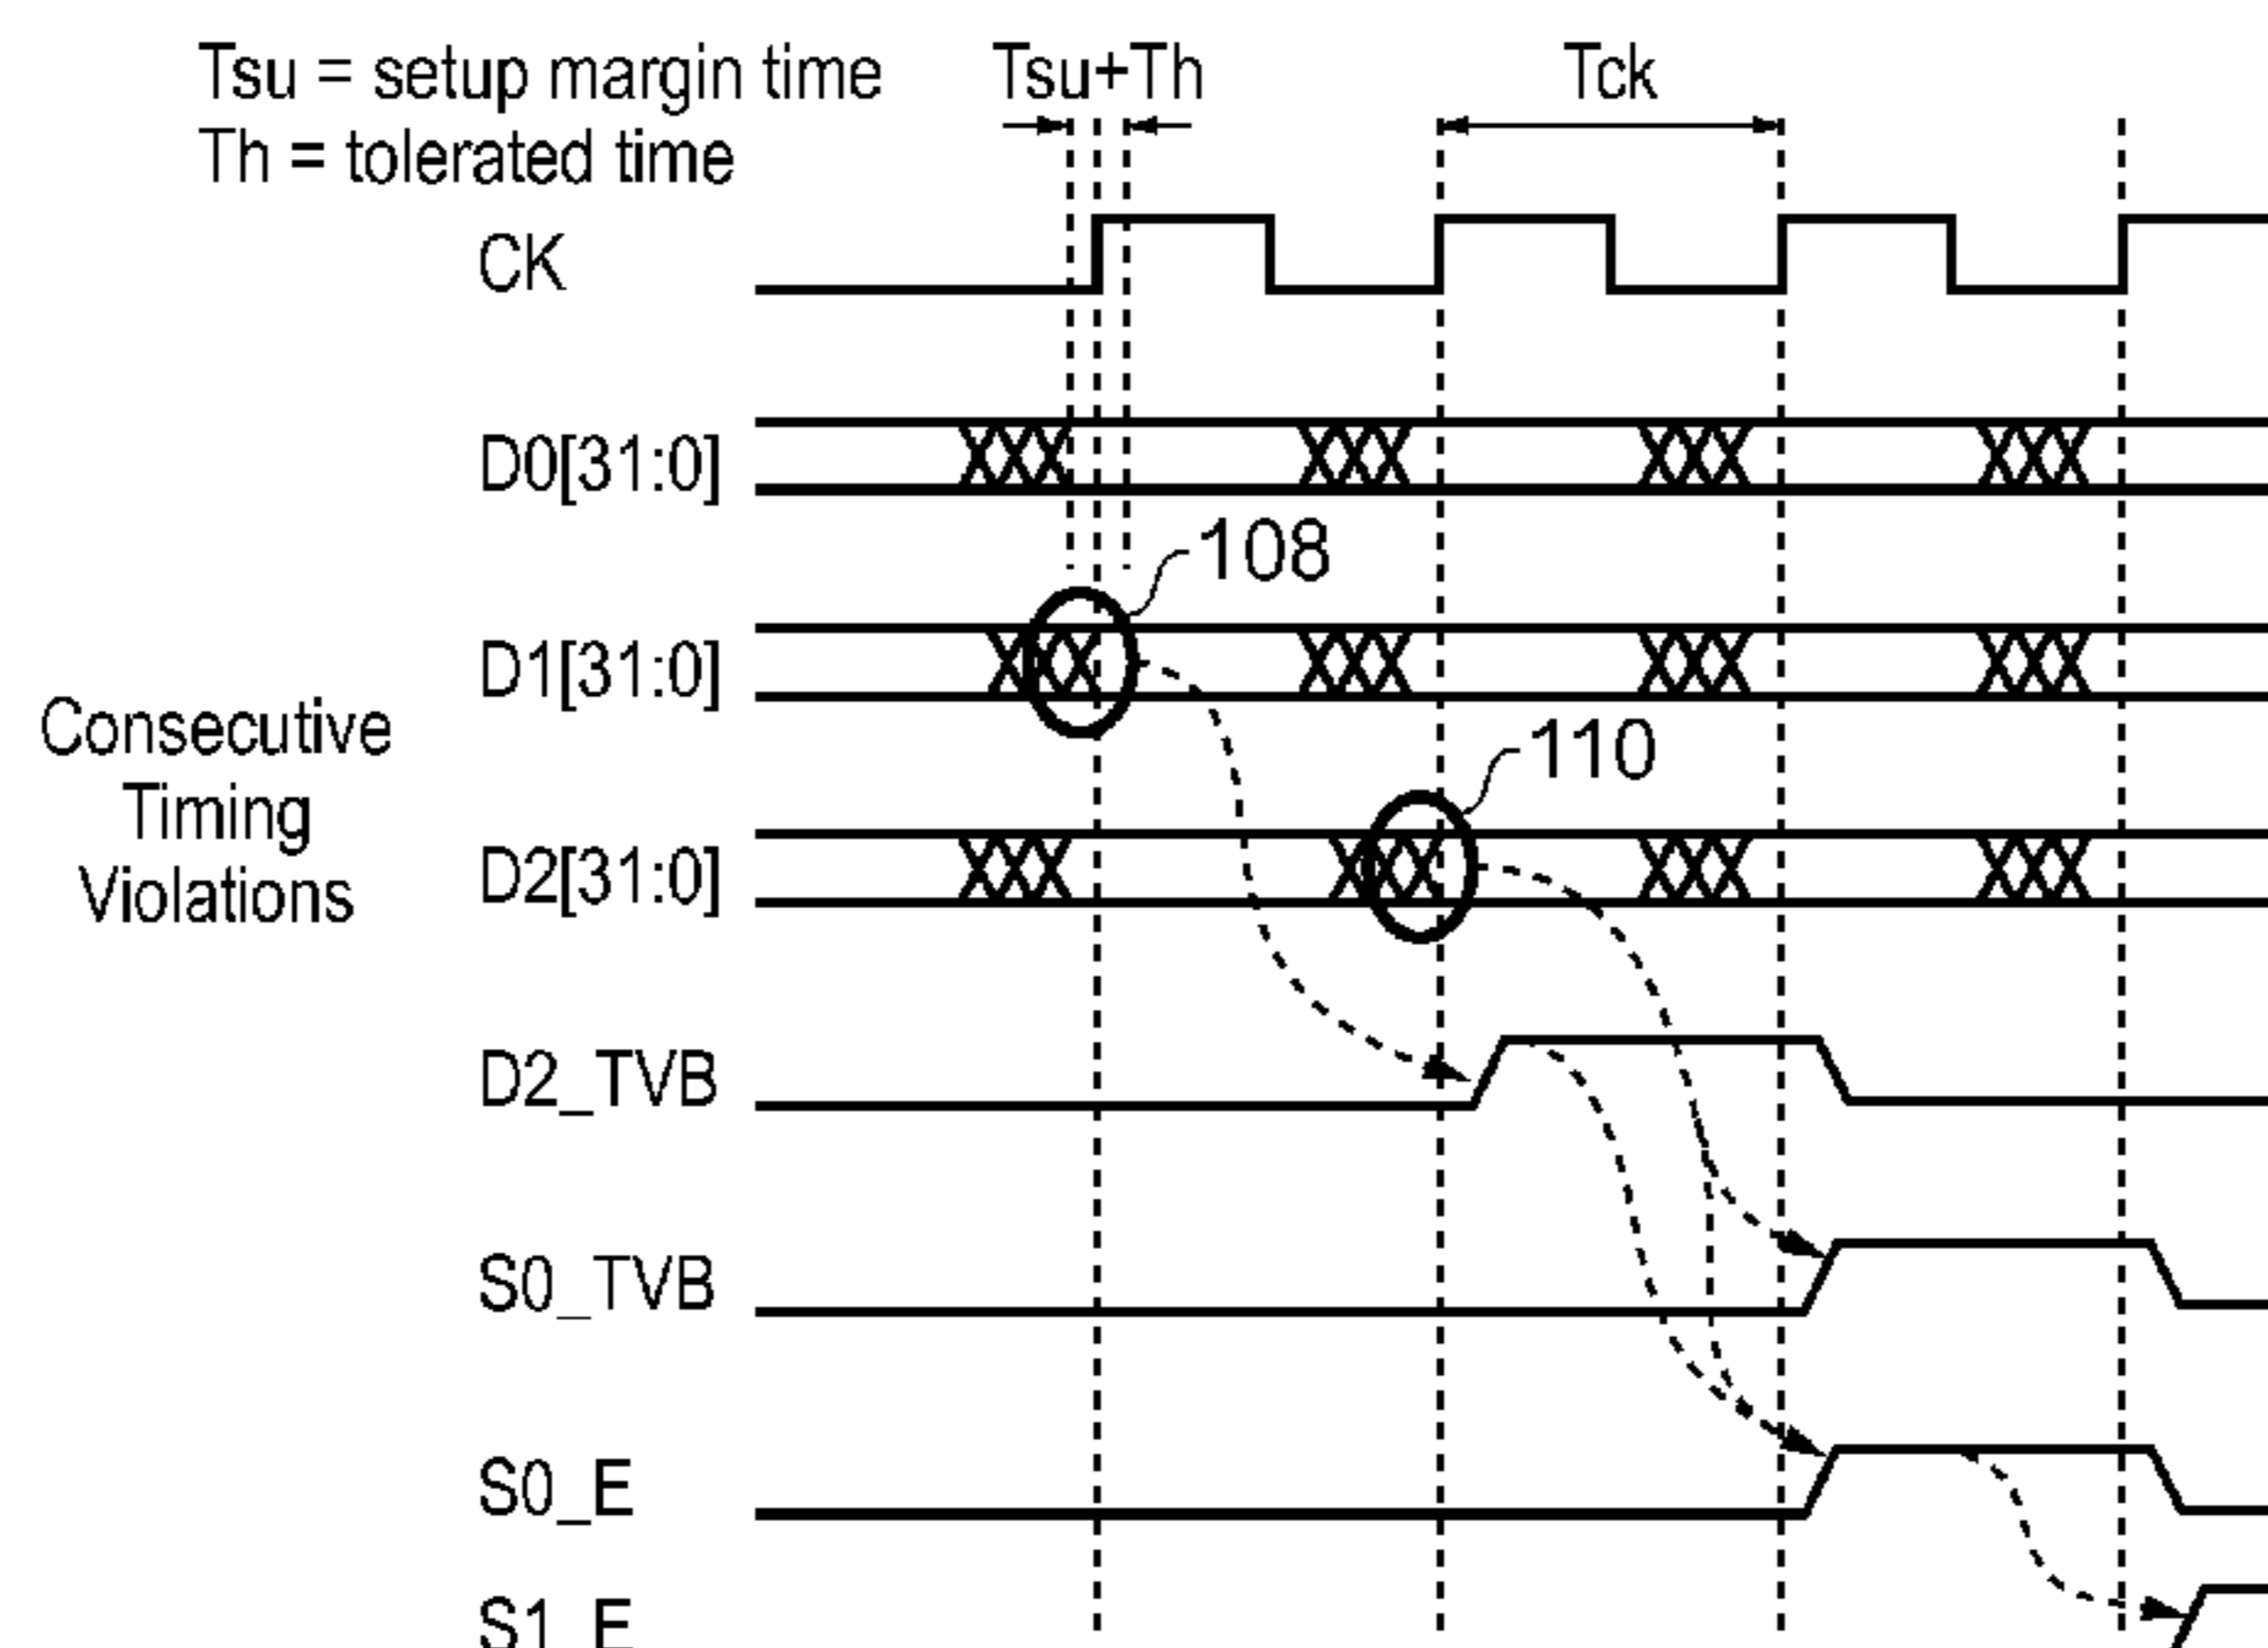 Tsu = setup margin time
Th = tolerated time
Tsu+Th
Tck
CK
D0[31:0]
108
D1[31:0]
Consecutive
Timing
Violations
110
D2[31:0]
D2_TVB
S0_TVB
S0_E
S1_E